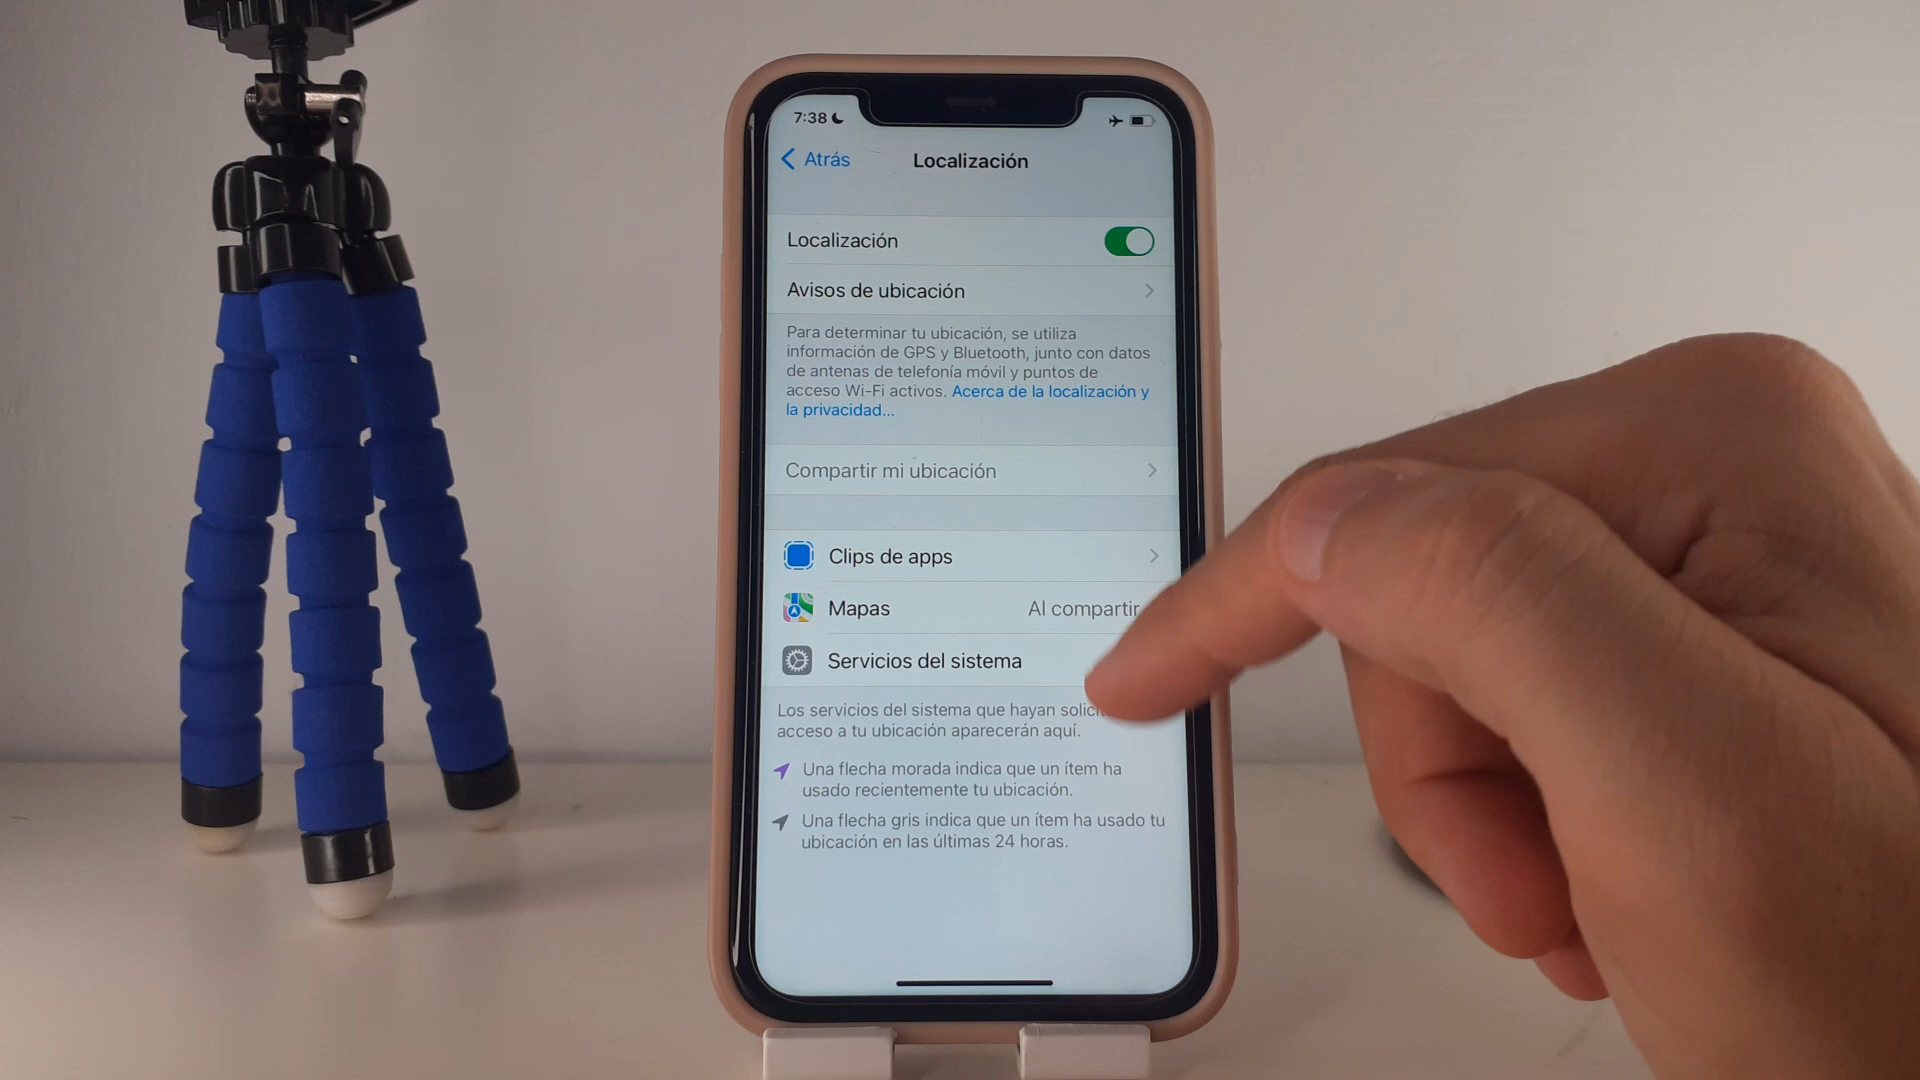 7:38
Atrás
Localización
Localización
Avisos de ubicación
Para determinar tu ubicación, se utiliza
información de GPS y Bluetooth, junto con datos
de antenas de telefonía móvil y puntos de
acceso Wi-Fi activos. Acerca de la localización y
la privacidad...
Compartir mi ubicación
Clips de apps
Mapas Al compartir
Servicios del sistema
Los servicios del sistema que hayan
acceso a tu ubicación aparecerán aquí.
Una flecha morada indica que un ítem ha
usado recientemente tu ubicación.
Una flecha gris indica que un ítem ha usado tu
ubicación en las últimas 24 horas.